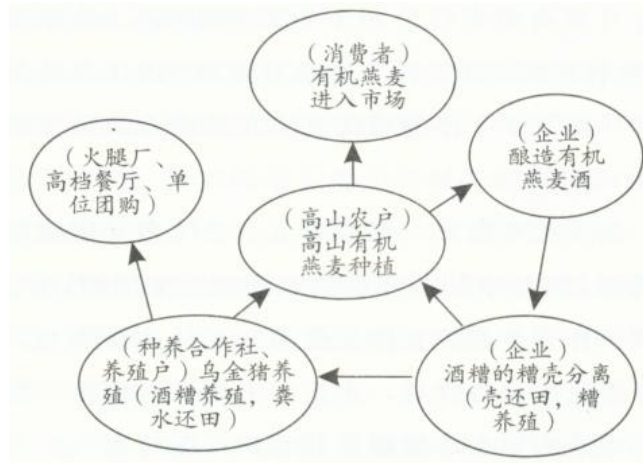 (消费者)
有机燕麦
进入市场
(企业)
酿造有机
燕麦酒
(火腿厂、
高档餐厅、单
位团购)
(高山农户)
高山有机
燕麦种植
(种养合作社、
养殖户)乌金猪养
殖(酒糟养殖,粪
水还田)
(企业)
酒糟的糟壳分离
(壳还田,糟
养殖)